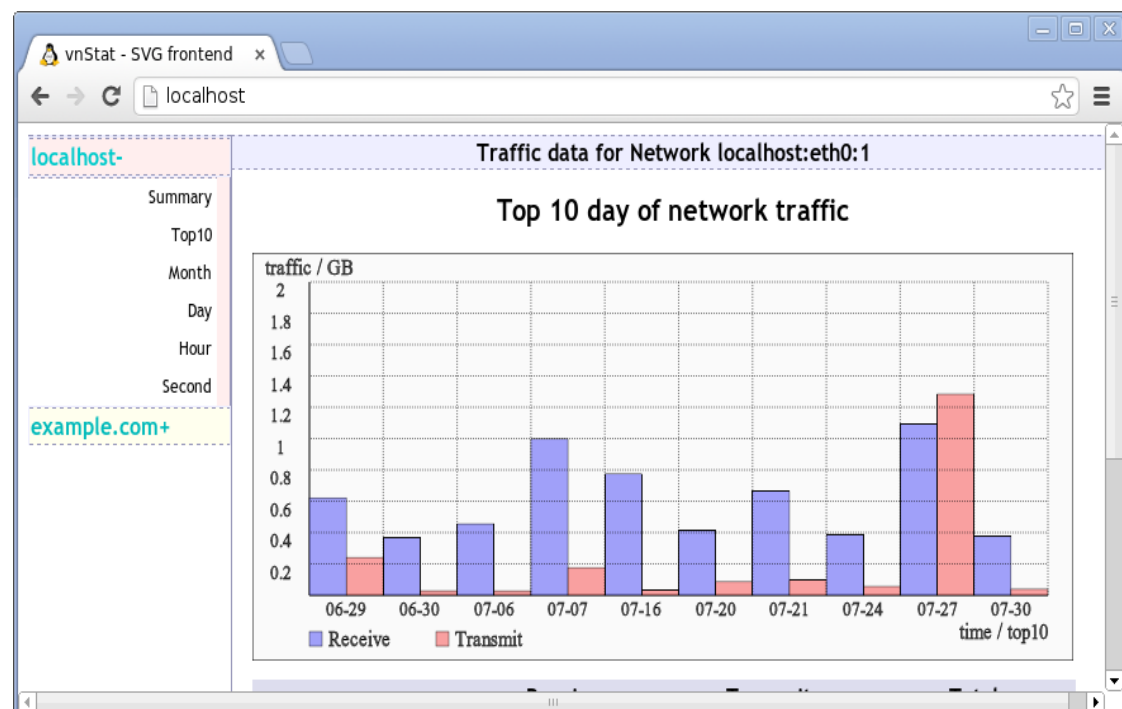 vnStat - SVG frontend
localhost
localhost-
Summary
Top10
Month
Day
Hour
Second
example.com+
Traffic data for Network localhost:eth0:1
Top 10 day of network traffic
traffic / GB
2
1.8
1.6
1.4
1.2
1
0.8
0.6
0.4
0.2
06-29 06-30 07-06 07-07 07-16 07-20 07-21 07-24 07-27 07-30
time / top10
Receive Transmit